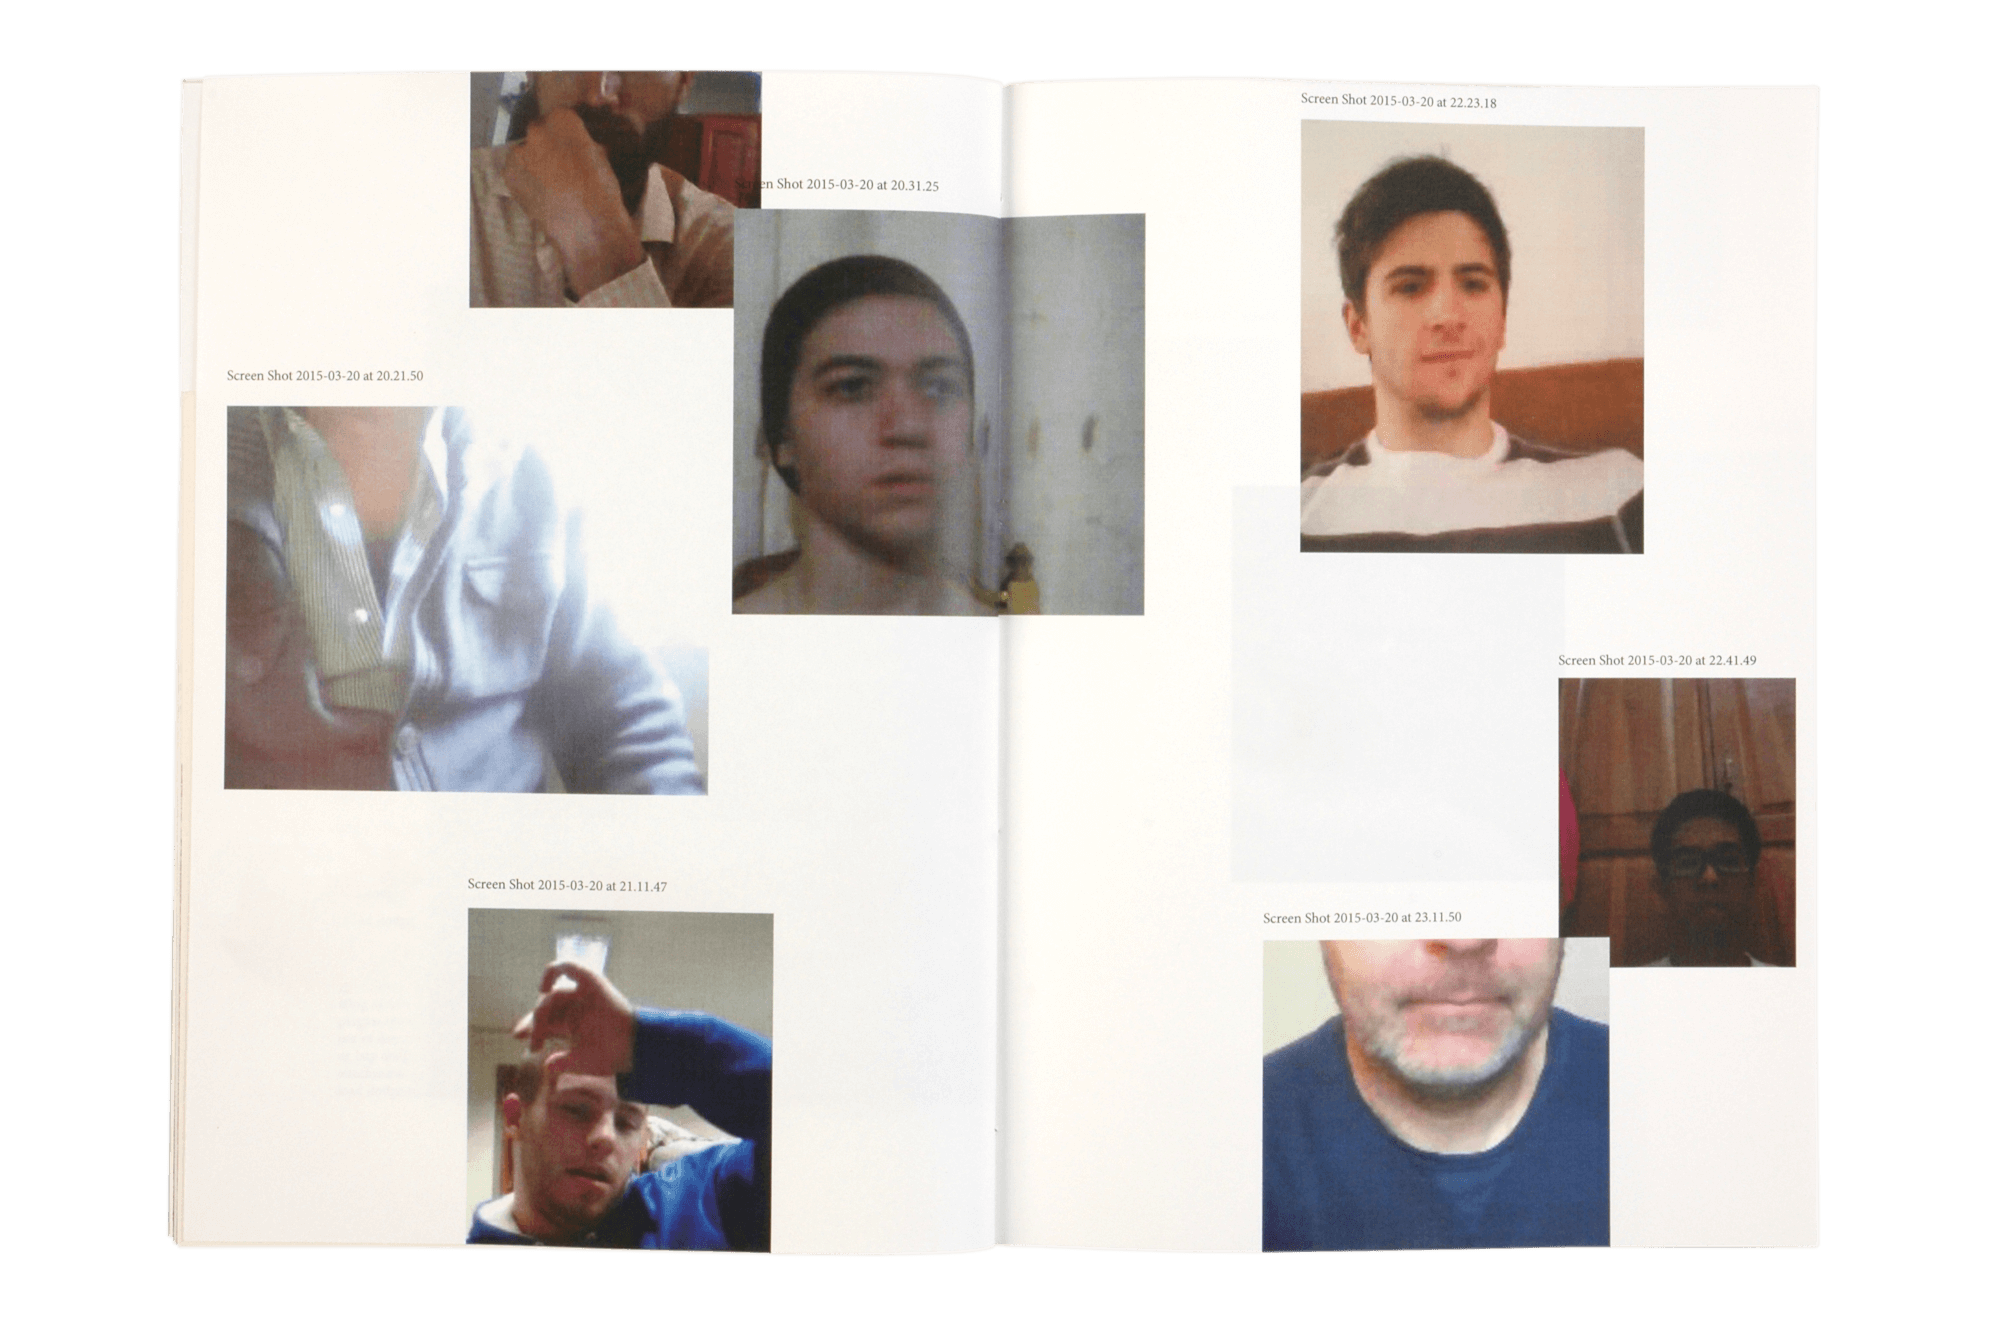 Screen Shot 2015-03-20 at 20.31.25
Screen Shot 2015-03-20 at 20.21.50
Screen Shot 2015-03-20 at 21.11.47
Screen Shot 2015-03-20 at 22.23.18
Screen Shot 2015-03-20 at 22.41.49
Screen Shot 2015-03-20 at 23.11.50